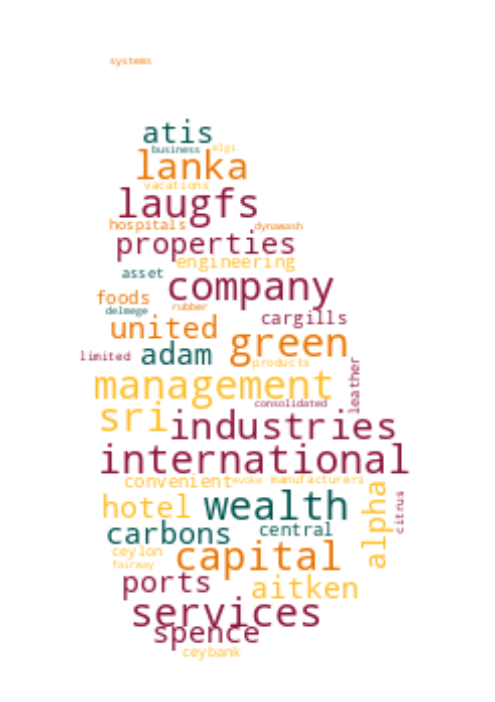 systems
atis
business elgi
lanka
vacations
laugfs
hospitals dynawash
properties
engineering
asset company
foods
delmege rubber
united cargills
limited adam green
products
management leather
consolidated
sri industries
international
convenient evoke manufacturers
hotel wealth alpha citrus
carbons central
ceylon capital
fairway
ports aitken
services
spence
ceybank